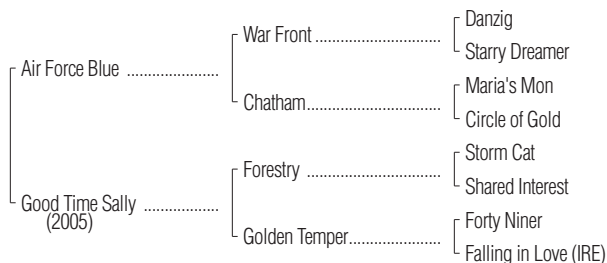 Danzig
War Front ................................................
Starry Dreamer
Air Force Blue ......................
Maria's Mon
Chatham..................................................
Circle of Gold
Storm Cat
Forestry ..................................................
Shared Interest
Good Time Sally ..................
(2005)
Forty Niner
Golden Temper....................................
Falling in Love (IRE)